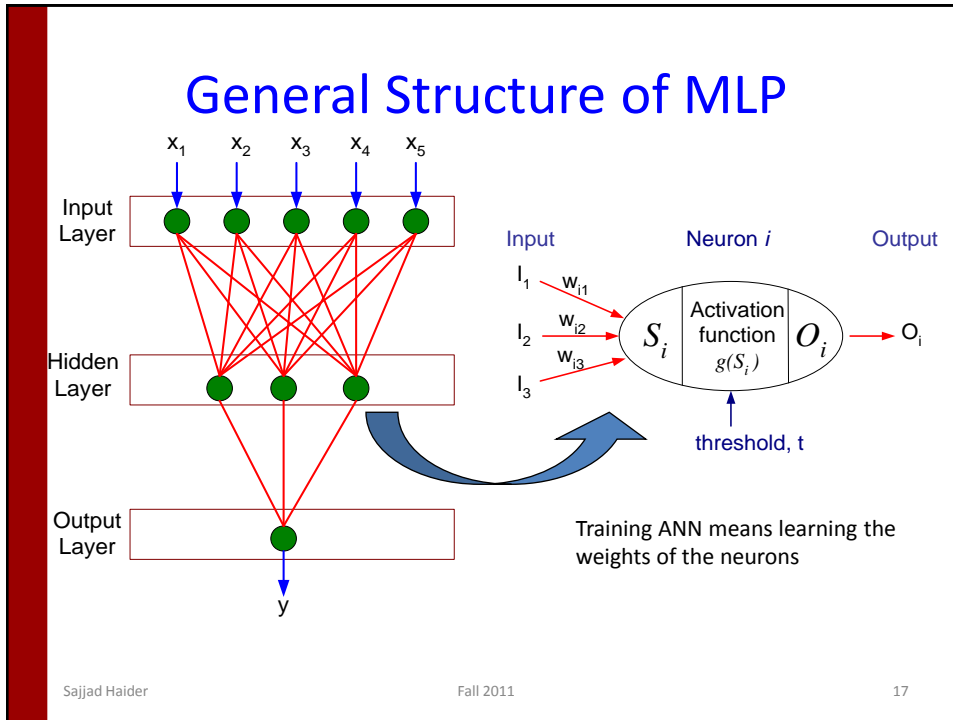 General Structure of MLP
x1 x2 x3 x4 x5
Input
Layer
Hidden
Layer
Output
Layer
y
Input Neuron i Output
I1 wi1
I2 wi2
I3 wi3
Si
Activation
function
g(Si)
Oi
Oi
threshold, t
Training ANN means learning the
weights of the neurons
Sajjad Haider Fall 2011 17